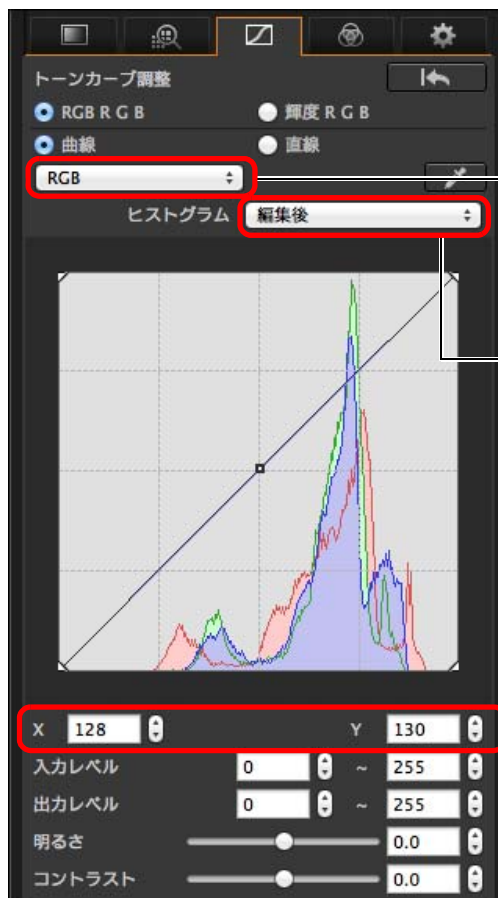 トーンカーブ調整
RGB R G B 輝度 R G B
曲線 直線
RGB
ヒストグラム 編集後
X 128 Y 130
入力レベル 0 ~ 255
出力レベル 0 ~ 255
明るさ 0.0
コントラスト 0.0